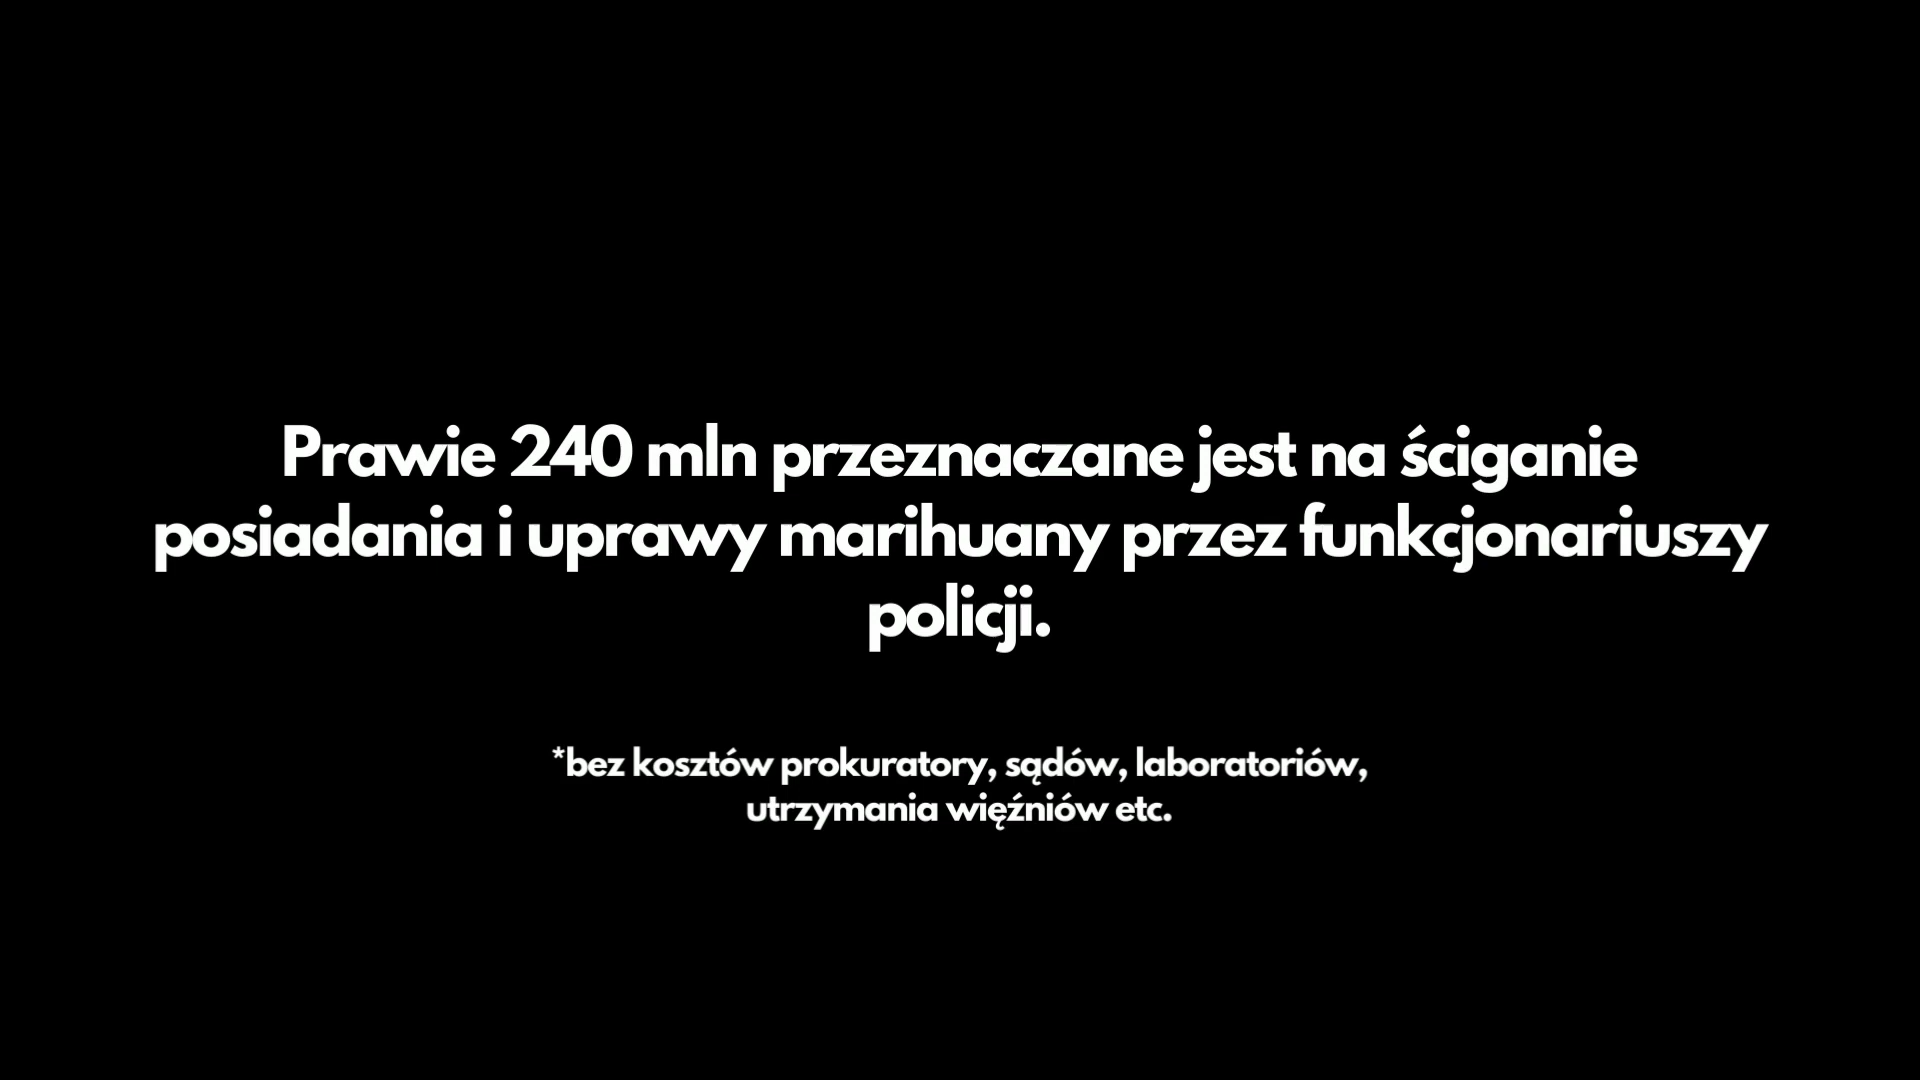 Prawie 240 mln przeznaczane jest na ściganie
posiadania i uprawy marihuany przez funkcjonariuszy
policji.
*bez kosztów prokuratory, sądów, laboratoriów,
utrzymania więźniów etc.